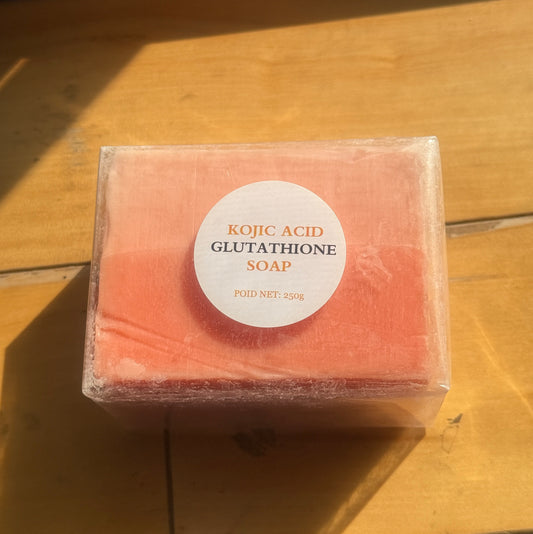 KOJIC ACID
GLUTATHIONE
SOAP
POID NET: 250g